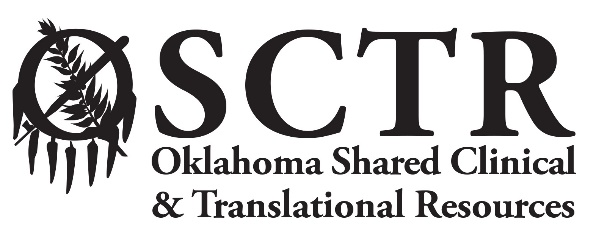 OSCTR
Oklahoma Shared Clinical
& Translational Resources